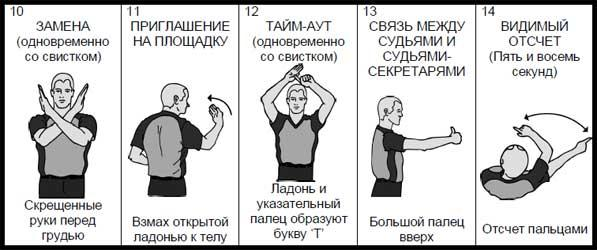 10
ЗАМЕНА
(одновременно
со свистком)
Скрещенные
руки перед
грудью
11
ПРИГЛАШЕНИЕ
НА ПЛОЩАДКУ
Взмах открытой
ладонью к телу
12
ТАЙМ-АУТ
(одновременно
со свистком)
Ладонь и
указательный
палец образуют
букву ‘Т’
13
СВЯЗЬ МЕЖДУ
СУДЬЯМИ И
СУДЬЯМИ-
СЕКРЕТАРЯМИ
Большой палец
вверх
14
ВИДИМЫЙ
ОТСЧЕТ
(Пять и восемь
секунд)
Отсчет пальцами